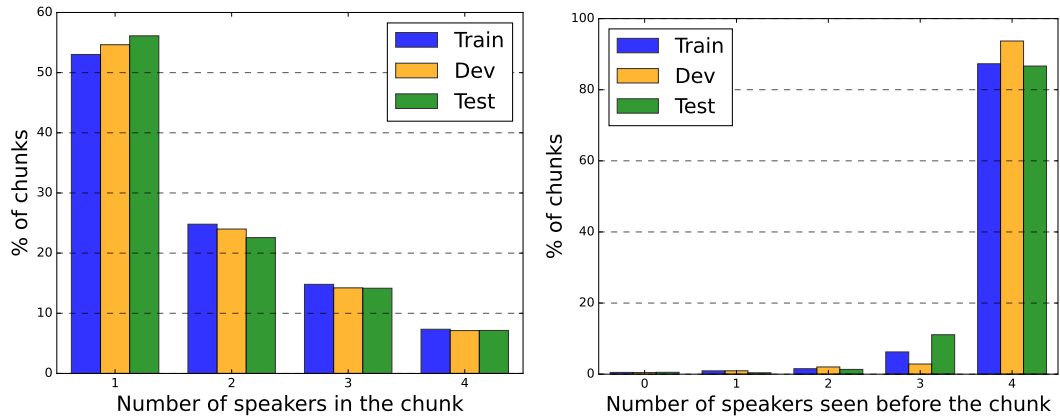 60
50
40
30
20
10
0
% of chunks
Train
Dev
Test
1 2 3 4
Number of speakers in the chunk
100
80
60
40
20
0
% of chunks
Train
Dev
Test
0 1 2 3 4
Number of speakers seen before the chunk